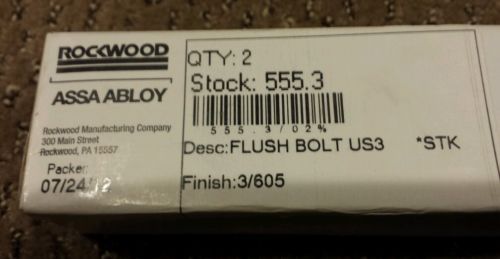 ROCKWOOD
ASSA ABLOY
Rockwood Manufacturing Company
300 Main Street
Rockwood, PA 15557
Packer:
QTY: 2
Stock: 555.3
555.3/02%
Desc:FLUSH BOLT US3 *STK
Finish:3/605